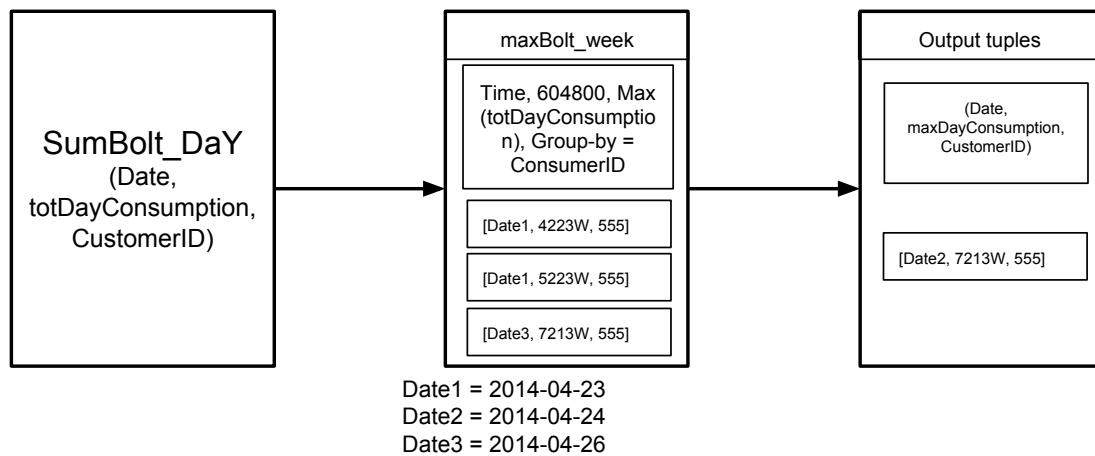 SumBolt_DaY
(Date,
totDayConsumption,
CustomerID)
maxBolt_week
Time, 604800, Max
(totDayConsumptio
n), Group-by =
ConsumerID
[Date1, 4223W, 555]
[Date1, 5223W, 555]
[Date3, 7213W, 555]
Date1 = 2014-04-23
Date2 = 2014-04-24
Date3 = 2014-04-26
Output tuples
(Date,
maxDayConsumption,
CustomerID)
[Date2, 7213W, 555]